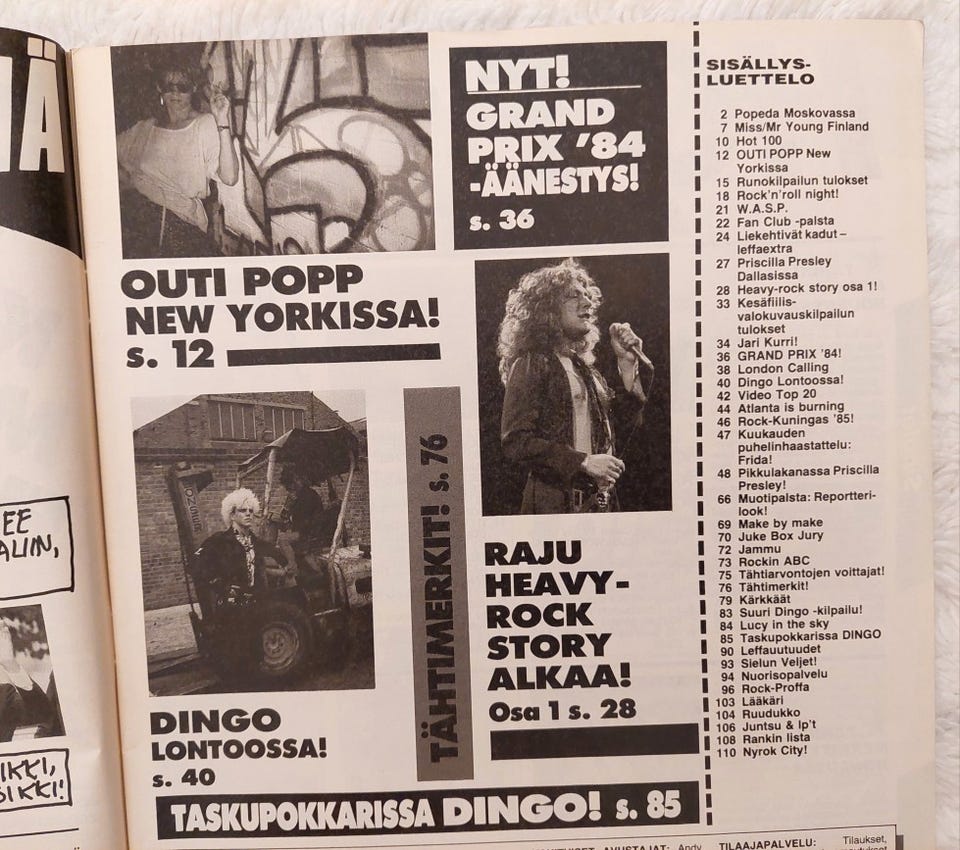 NYT!
GRAND
PRIX '84
-ÄÄNESTYS!
s. 36
OUTI POPP
NEW YORKISSA!
s. 12
TÄHTIMERKIT! s. 76
DINGO
LONTOOSSA!
s. 40
RAJU
HEAVY-
ROCK
STORY
ALKAA!
Osa 1 s. 28
TASKUPOKKARISSA DINGO! s. 85
SISÄLLYS-
LUETTELO
2 Popeda Moskovassa
7 Miss/Mr Young Finland
10 Hot 100
12 OUTI POPP New
Yorkissa
15 Runokilpailun tulokset
18 Rock'n'roll night!
21 W.A.S.P.
22 Fan Club -palsta
24 Liekehtivät kadut –
leffaextra
27 Priscilla Presley
Dallasissa
28 Heavy-rock story osa 1!
33 Kesäfiilis-
valokuvauskilpailun
tulokset
34 Jari Kurri!
36 GRAND PRIX '84!
38 London Calling
40 Dingo Lontoossa!
42 Video Top 20
44 Atlanta is burning
46 Rock-Kuningas '85!
47 Kuukauden
puhelinhaastattelu:
Frida!
48 Pikkulakanassa Priscilla
Presley!
66 Muotipalsta: Reportteri-
look!
69 Make by make
70 Juke Box Jury
72 Jammu
73 Rockin ABC
75 Tähtiarvontojen voittajat!
76 Tähtimerkit!
79 Kärkkäät
83 Suuri Dingo -kilpailu!
84 Lucy in the sky
85 Taskupokkarissa DINGO
90 Leffauutuudet
93 Sielun Veljet!
94 Nuorisopalvelu
96 Rock-Proffa
103 Lääkäri
104 Ruudukko
106 Juntsu & Ip't
108 Rankin lista
110 Nyrok City!
AVUSTAJAT: Andy
TILAAJAPALVELU: Tilaukset,